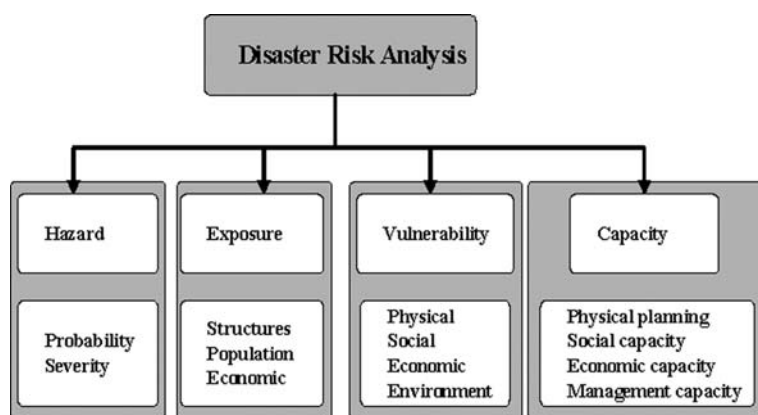 Disaster Risk Analysis
Hazard
Exposure
Vulnerability
Capacity
Probability
Severity
Structures
Population
Economic
Physical
Social
Economic
Environment
Physical planning
Social capacity
Economic capacity
Management capacity